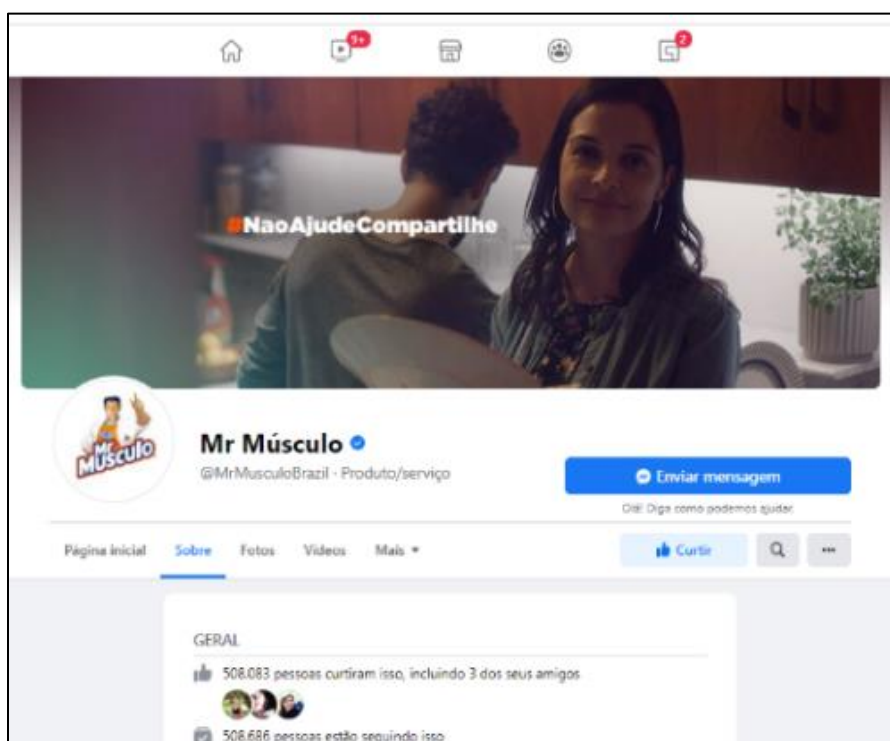 9+
2
#NaoAjudeCompartilhe
Mr Músculo
Mr Músculo
@MrMusculoBrazil · Produto/serviço
Enviar mensagem
Olá! Diga como podemos ajudar.
Página inicial Sobre Fotos Vídeos Mais
Curtir
GERAL
508.083 pessoas curtiram isso, incluindo 3 dos seus amigos
508.686 pessoas estão seguindo isso